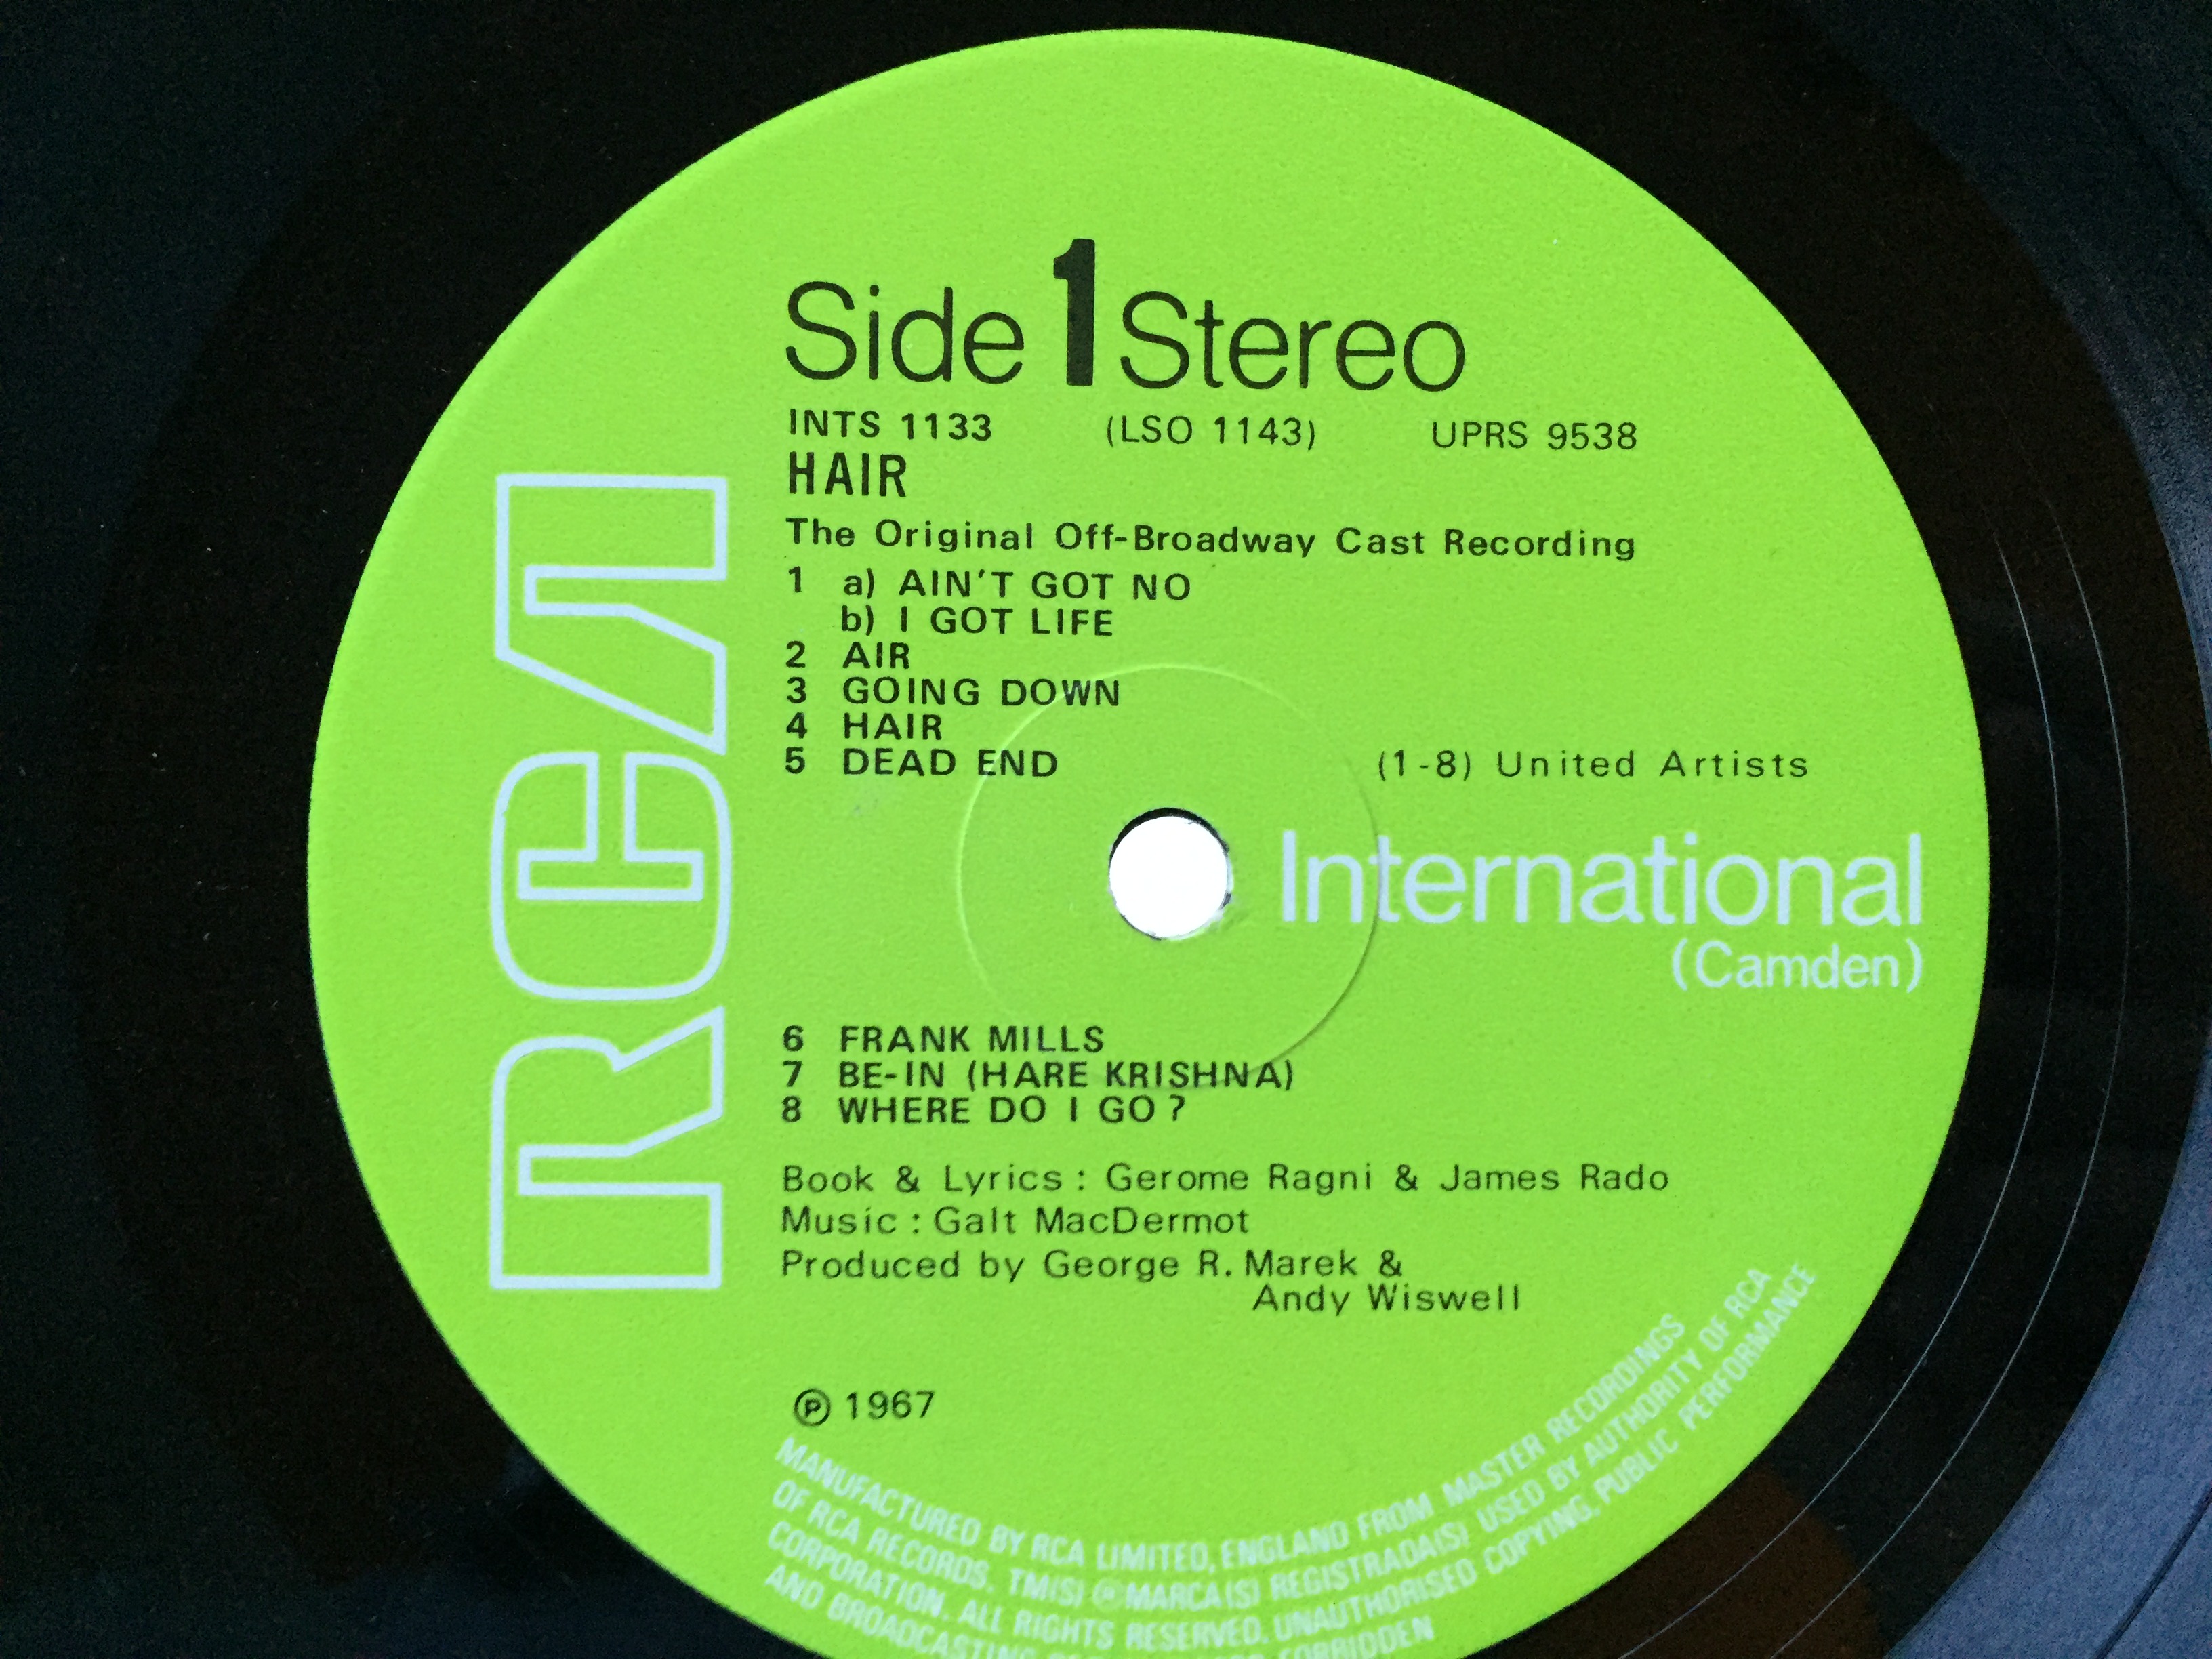 Side 1 Stereo
INTS 1133 (LSO 1143) UPRS 9538
HAIR
The Original Off-Broadway Cast Recording
1 a) AIN'T GOT NO
b) I GOT LIFE
2 AIR
3 GOING DOWN
4 HAIR
5 DEAD END (1-8) United Artists
RCA
International
(Camden)
6 FRANK MILLS
7 BE-IN (HARE KRISHNA)
8 WHERE DO I GO?
Book & Lyrics : Gerome Ragni & James Rado
Music : Galt MacDermot
Produced by George R. Marek &
Andy Wiswell
℗ 1967
MANUFACTURED BY RCA LIMITED, ENGLAND FROM MASTER RECORDINGS
OF RCA RECORDS. TM(S) ® MARCA(S) REGISTRADA(S) USED BY AUTHORITY OF RCA
CORPORATION. ALL RIGHTS RESERVED. UNAUTHORISED COPYING, PUBLIC PERFORMANCE
AND BROADCASTING FORBIDDEN